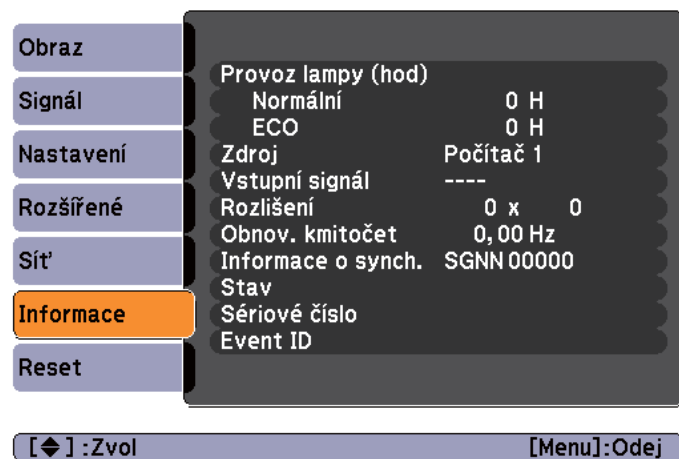 Obraz
Signál
Nastavení
Rozšířené
Síť
Informace
Reset
Provoz lampy (hod)
Normální 0 H
ECO 0 H
Zdroj Počítač 1
Vstupní signál ----
Rozlišení 0 x 0
Obnov. kmitočet 0,00 Hz
Informace o synch. SGNN 00000
Stav
Sériové číslo
Event ID
[◆] :Zvol [Menu]:Odej